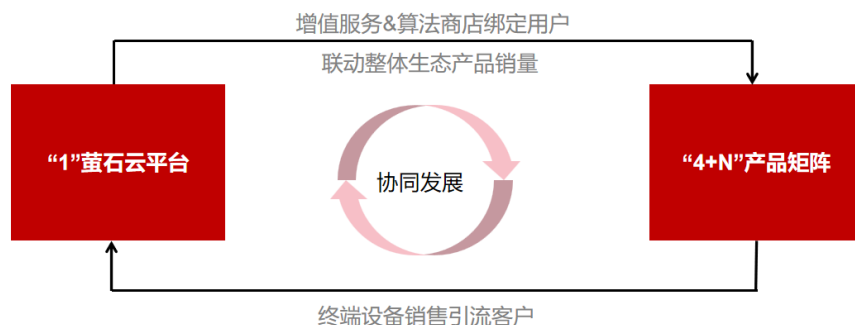 增值服务&算法商店绑定用户
联动整体生态产品销量
“1”萤石云平台
协同发展
“4+N”产品矩阵
终端设备销售引流客户